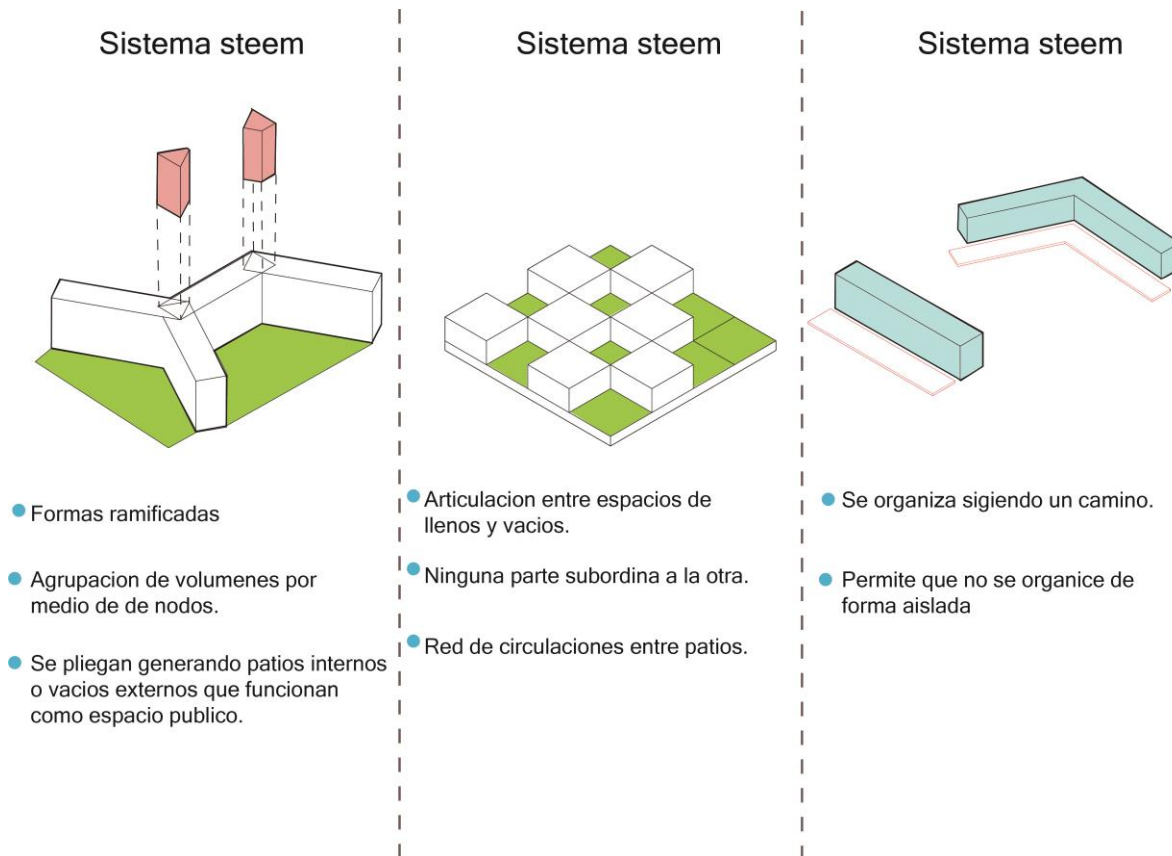 Sistema steem
Formas ramificadas
Agrupacion de volumenes por
medio de de nodos.
Se pliegan generando patios internos
o vacios externos que funcionan
como espacio publico.
Sistema steem
Articulacion entre espacios de
llenos y vacios.
Ninguna parte subordina a la otra.
Red de circulaciones entre patios.
Sistema steem
Se organiza sigiendo un camino.
Permite que no se organice de
forma aislada